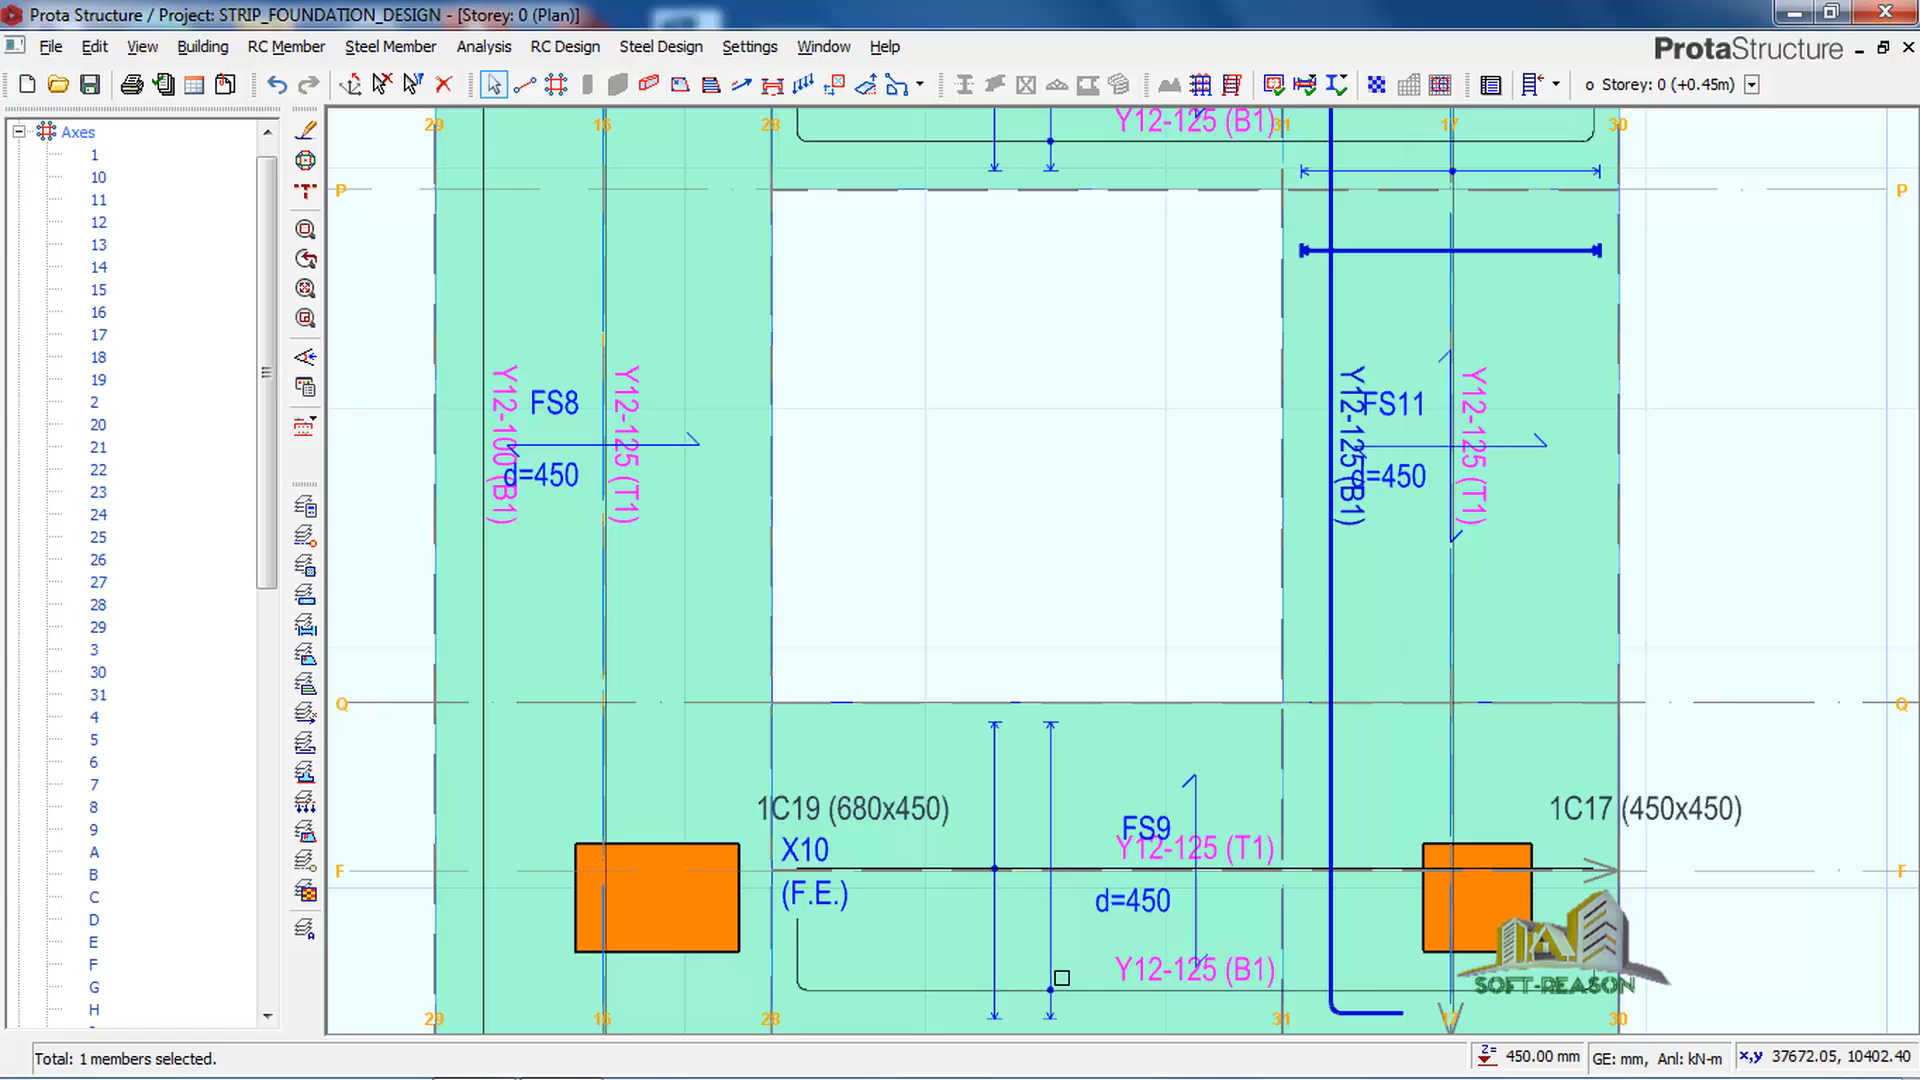 Prota Structure / Project: STRIP_FOUNDATION_DESIGN - [Storey: 0 (Plan)]
File Edit View Building RC Member Steel Member Analysis RC Design Steel Design Settings Window Help
ProtaStructure
o Storey: 0 (+0.45m)
Axes
1
10
11
12
13
14
15
16
17
18
19
2
20
21
22
23
24
25
26
27
28
29
3
30
31
4
5
6
7
8
9
A
B
C
D
E
F
G
H
29 16 28 31 17 30
Y12-125 (B1)
P P
Y12-100 (B1)
FS8
d=450
Y12-125 (T1)
Y12-125 (B1)
FS11
d=450
Y12-125 (T1)
Q Q
1C19 (680x450)
1C17 (450x450)
FS9
X10
Y12-125 (T1)
F F
(F.E.)
d=450
Y12-125 (B1)
SOFT-REASON
29 16 28 31 17 30
Total: 1 members selected.
Z= 450.00 mm
GE: mm, Anl: kN-m
x,y 37672.05, 10402.40